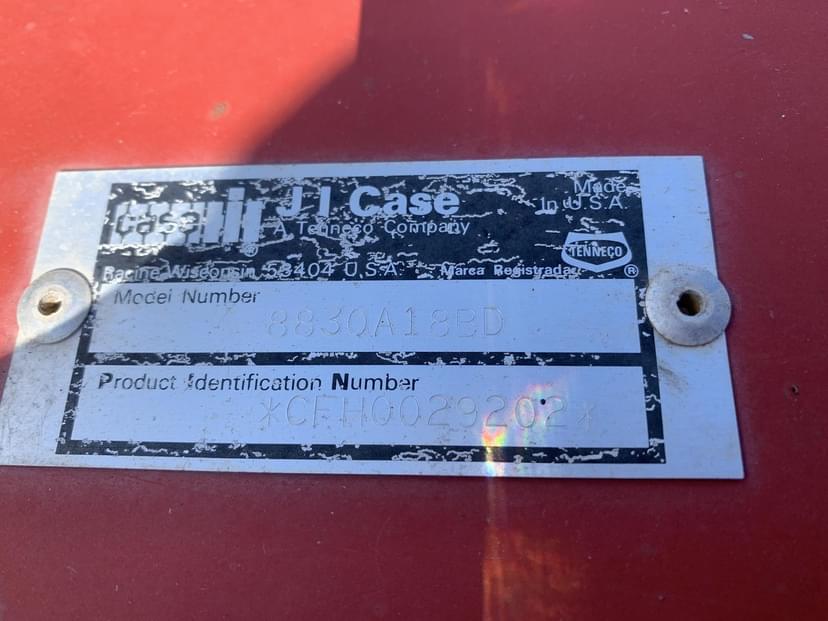 case ih ® J I Case
A Tenneco Company
Made
In U.S.A.
TENNECO ®
Racine Wisconsin 53404 U.S.A. Marca Registrada
Model Number
8830A18BD
Product Identification Number
*CFH0029202*